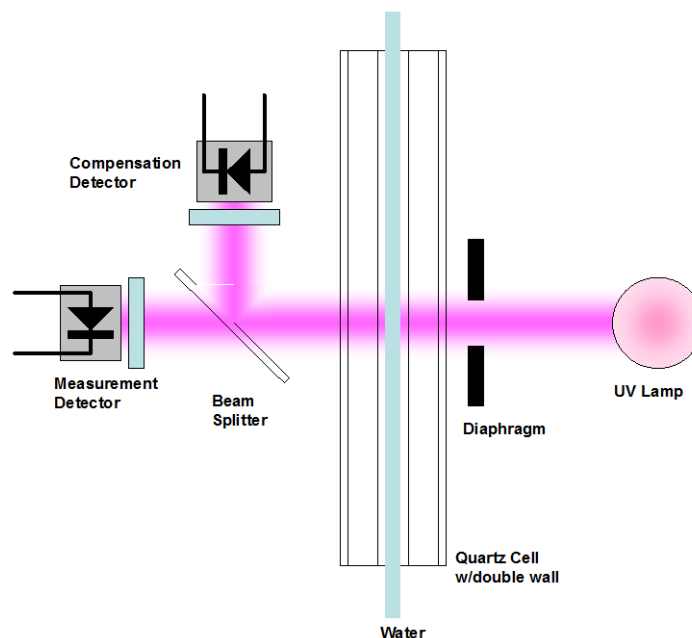 Compensation
Detector
Measurement
Detector
Beam
Splitter
UV Lamp
Diaphragm
Quartz Cell
w/double wall
Water